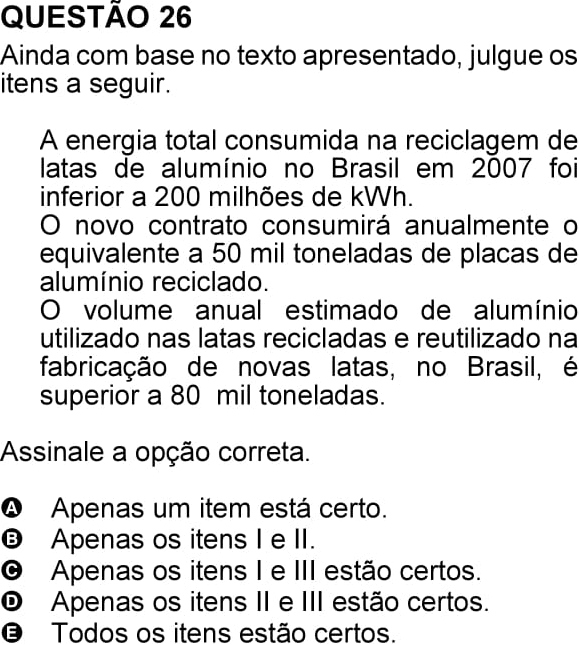 QUESTÃO 26
Ainda com base no texto apresentado, julgue os
itens a seguir.
A energia total consumida na reciclagem de
latas de alumínio no Brasil em 2007 foi
inferior a 200 milhões de kWh.
O novo contrato consumirá anualmente o
equivalente a 50 mil toneladas de placas de
alumínio reciclado.
O volume anual estimado de alumínio
utilizado nas latas recicladas e reutilizado na
fabricação de novas latas, no Brasil, é
superior a 80 mil toneladas.
Assinale a opção correta.
A Apenas um item está certo.
B Apenas os itens I e II.
C Apenas os itens I e III estão certos.
D Apenas os itens II e III estão certos.
E Todos os itens estão certos.